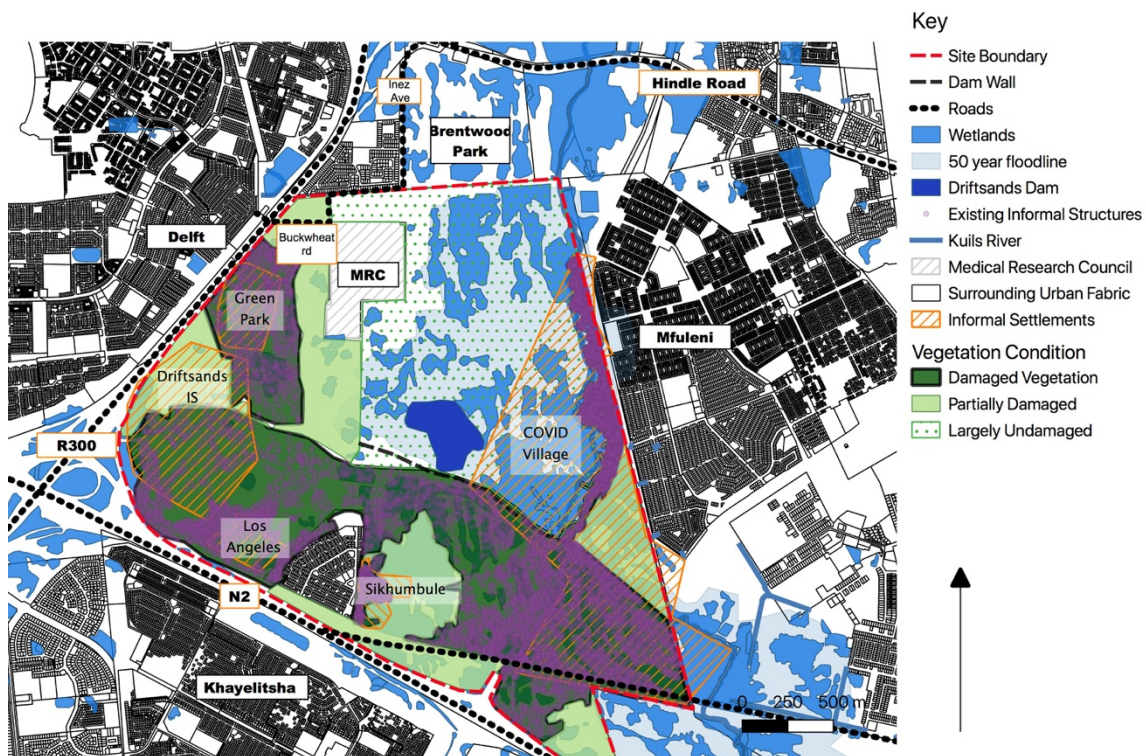 Key
Site Boundary
Dam Wall
Roads
Wetlands
50 year floodline
Driftsands Dam
Existing Informal Structures
Kuils River
Medical Research Council
Surrounding Urban Fabric
Informal Settlements
Vegetation Condition
Damaged Vegetation
Partially Damaged
Largely Undamaged
Inez
Ave
Hindle Road
Brentwood
Park
Delft
Buckwheat
rd
MRC
Green
Park
Mfuleni
Driftsands
IS
COVID
Village
R300
Los
Angeles
Sikhumbule
N2
Khayelitsha
0 250 500 m